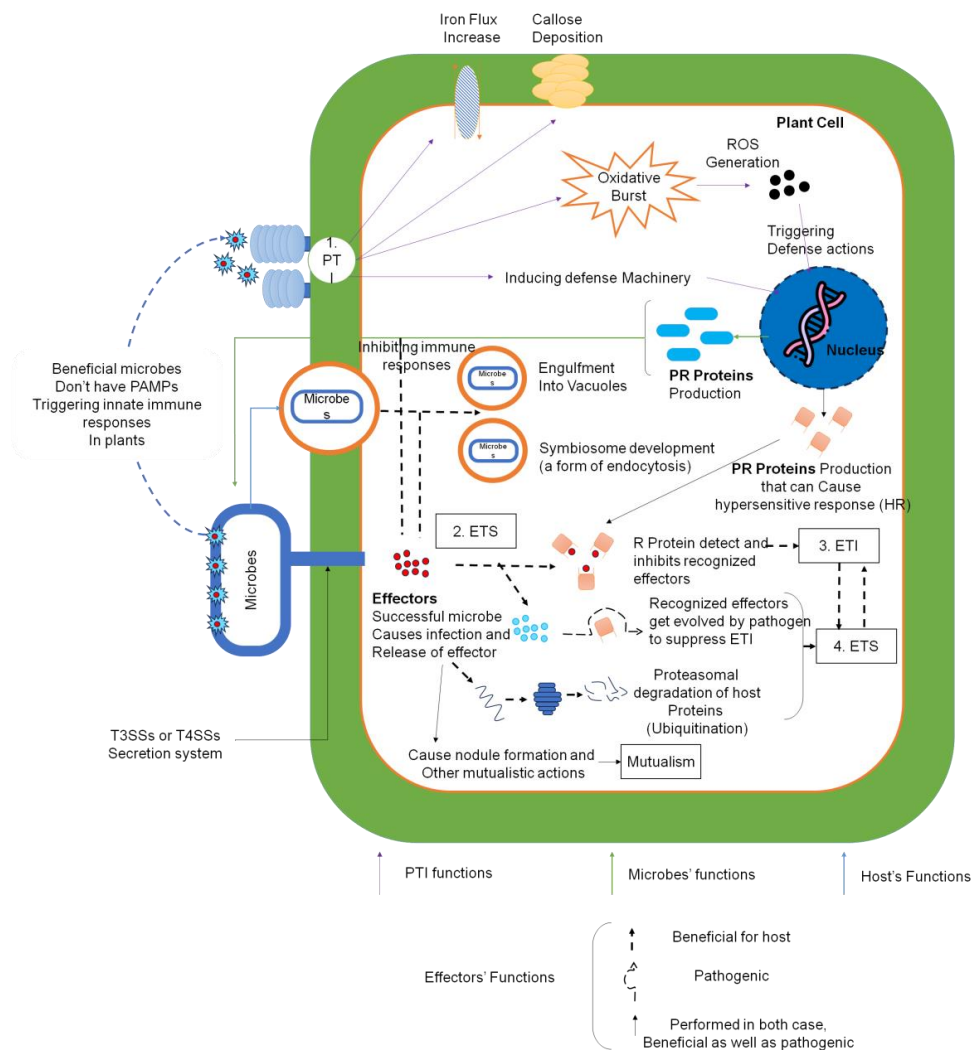 Iron Flux
Increase
Callose
Deposition
Plant Cell
ROS
Generation
Oxidative
Burst
1.
PT
I
Triggering
Defense actions
Inducing defense Machinery
Nucleus
Inhibiting immune
responses
PR Proteins
Production
Beneficial microbes
Don't have PAMPs
Triggering innate immune
responses
In plants
Microbe
s
Microbe
s
Engulfment
Into Vacuoles
Microbe
s
Symbiosome development
(a form of endocytosis)
PR Proteins Production
that can Cause
hypersensitive response (HR)
Microbes
2. ETS
R Protein detect and
inhibits recognized
effectors
3. ETI
Effectors
Successful microbe
Causes infection and
Release of effector
Recognized effectors
get evolved by pathogen
to suppress ETI
4. ETS
Proteasomal
degradation of host
Proteins
(Ubiquitination)
T3SSs or T4SSs
Secretion system
Cause nodule formation and
Other mutualistic actions
Mutualism
PTI functions
Microbes' functions
Host's Functions
Effectors' Functions
Beneficial for host
Pathogenic
Performed in both case,
Beneficial as well as pathogenic